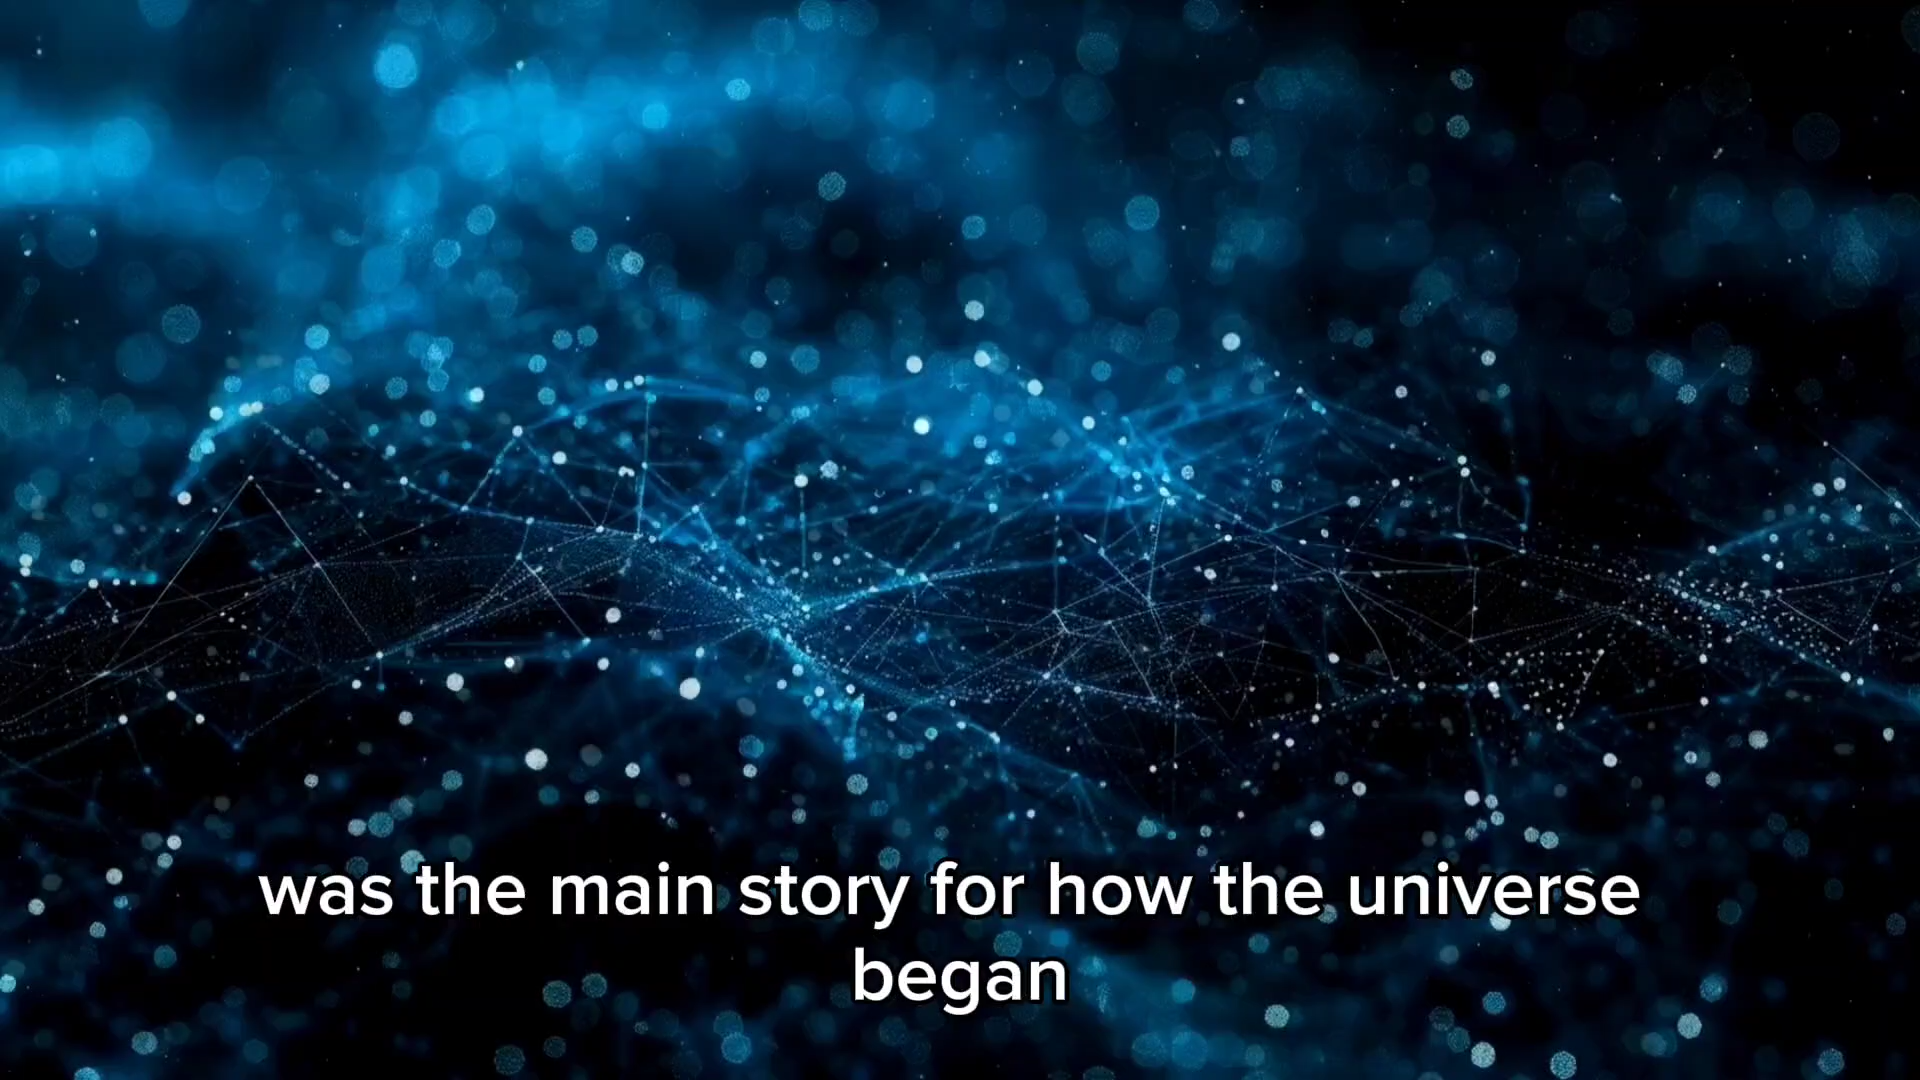 was the main story for how the universe
began